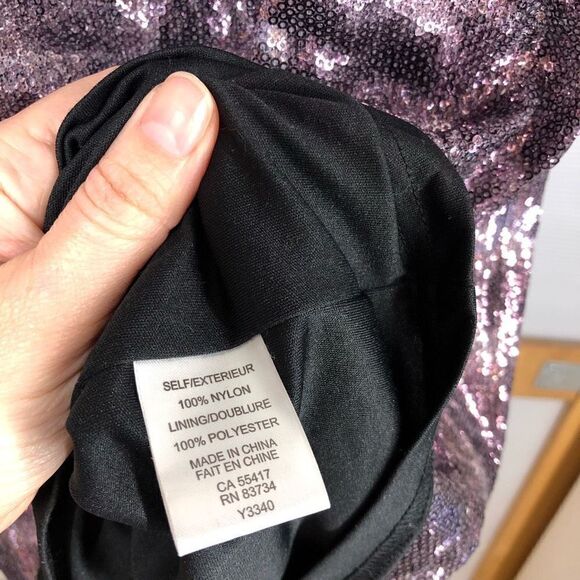 SELF/EXTERIEUR
100% NYLON
LINING/DOUBLURE
100% POLYESTER
MADE IN CHINA
FAIT EN CHINE
CA 55417
RN 83734
Y3340